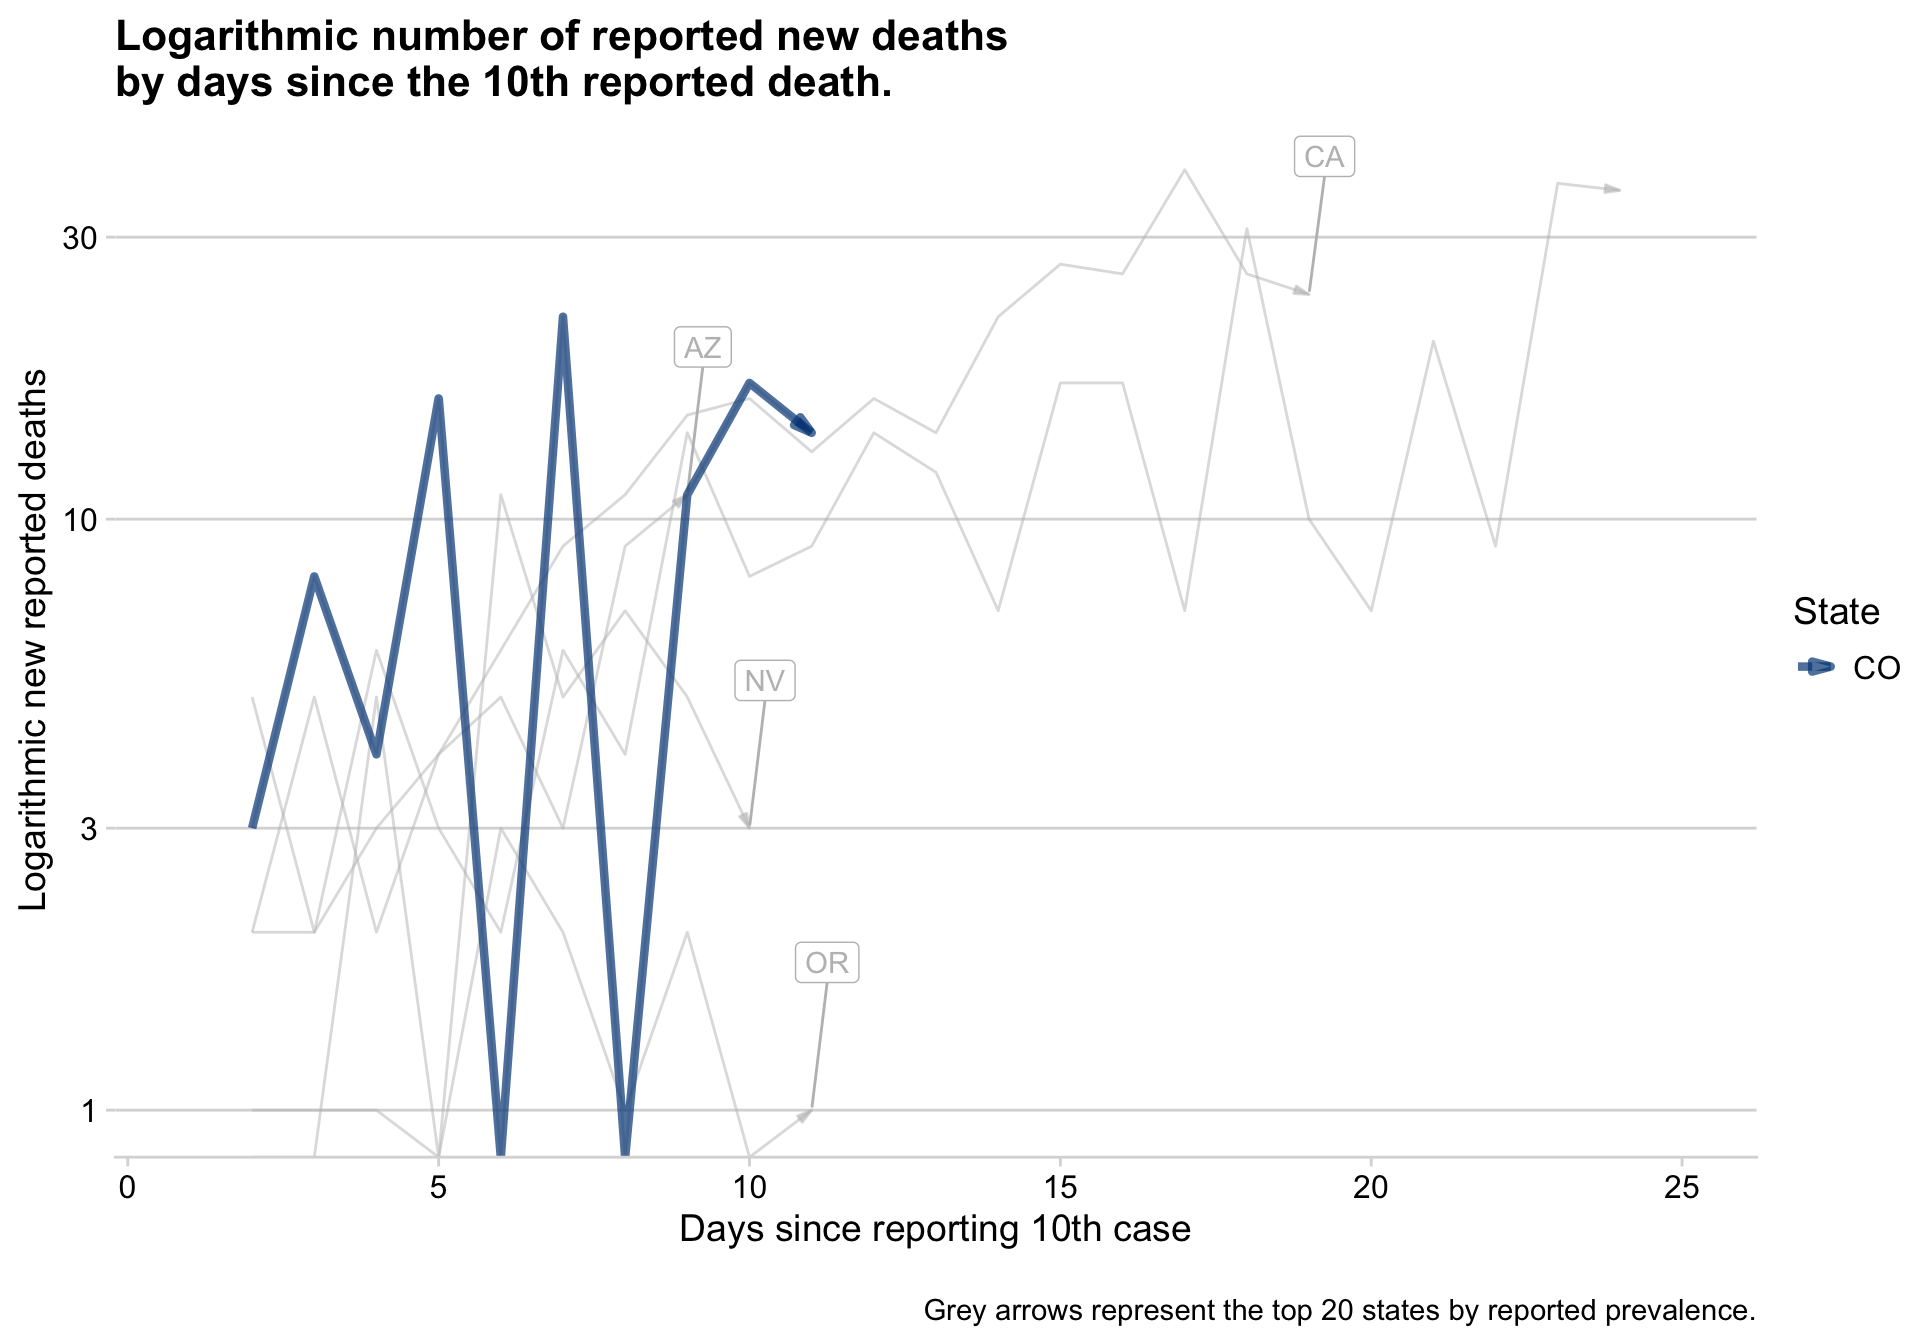 Logarithmic number of reported new deaths
by days since the 10th reported death.
Logarithmic new reported deaths
30
10
3
1
CA
AZ
NV
OR
State
CO
0 5 10 15 20 25
Days since reporting 10th case
Grey arrows represent the top 20 states by reported prevalence.